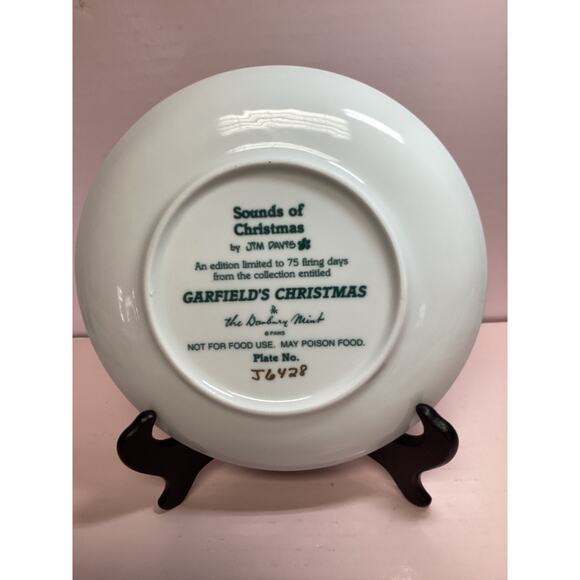 Sounds of
Christmas
by JIM DAVIS
An edition limited to 75 firing days
from the collection entitled
GARFIELD'S CHRISTMAS
the Danbury Mint
© PAWS
NOT FOR FOOD USE. MAY POISON FOOD.
Plate No.
J6428